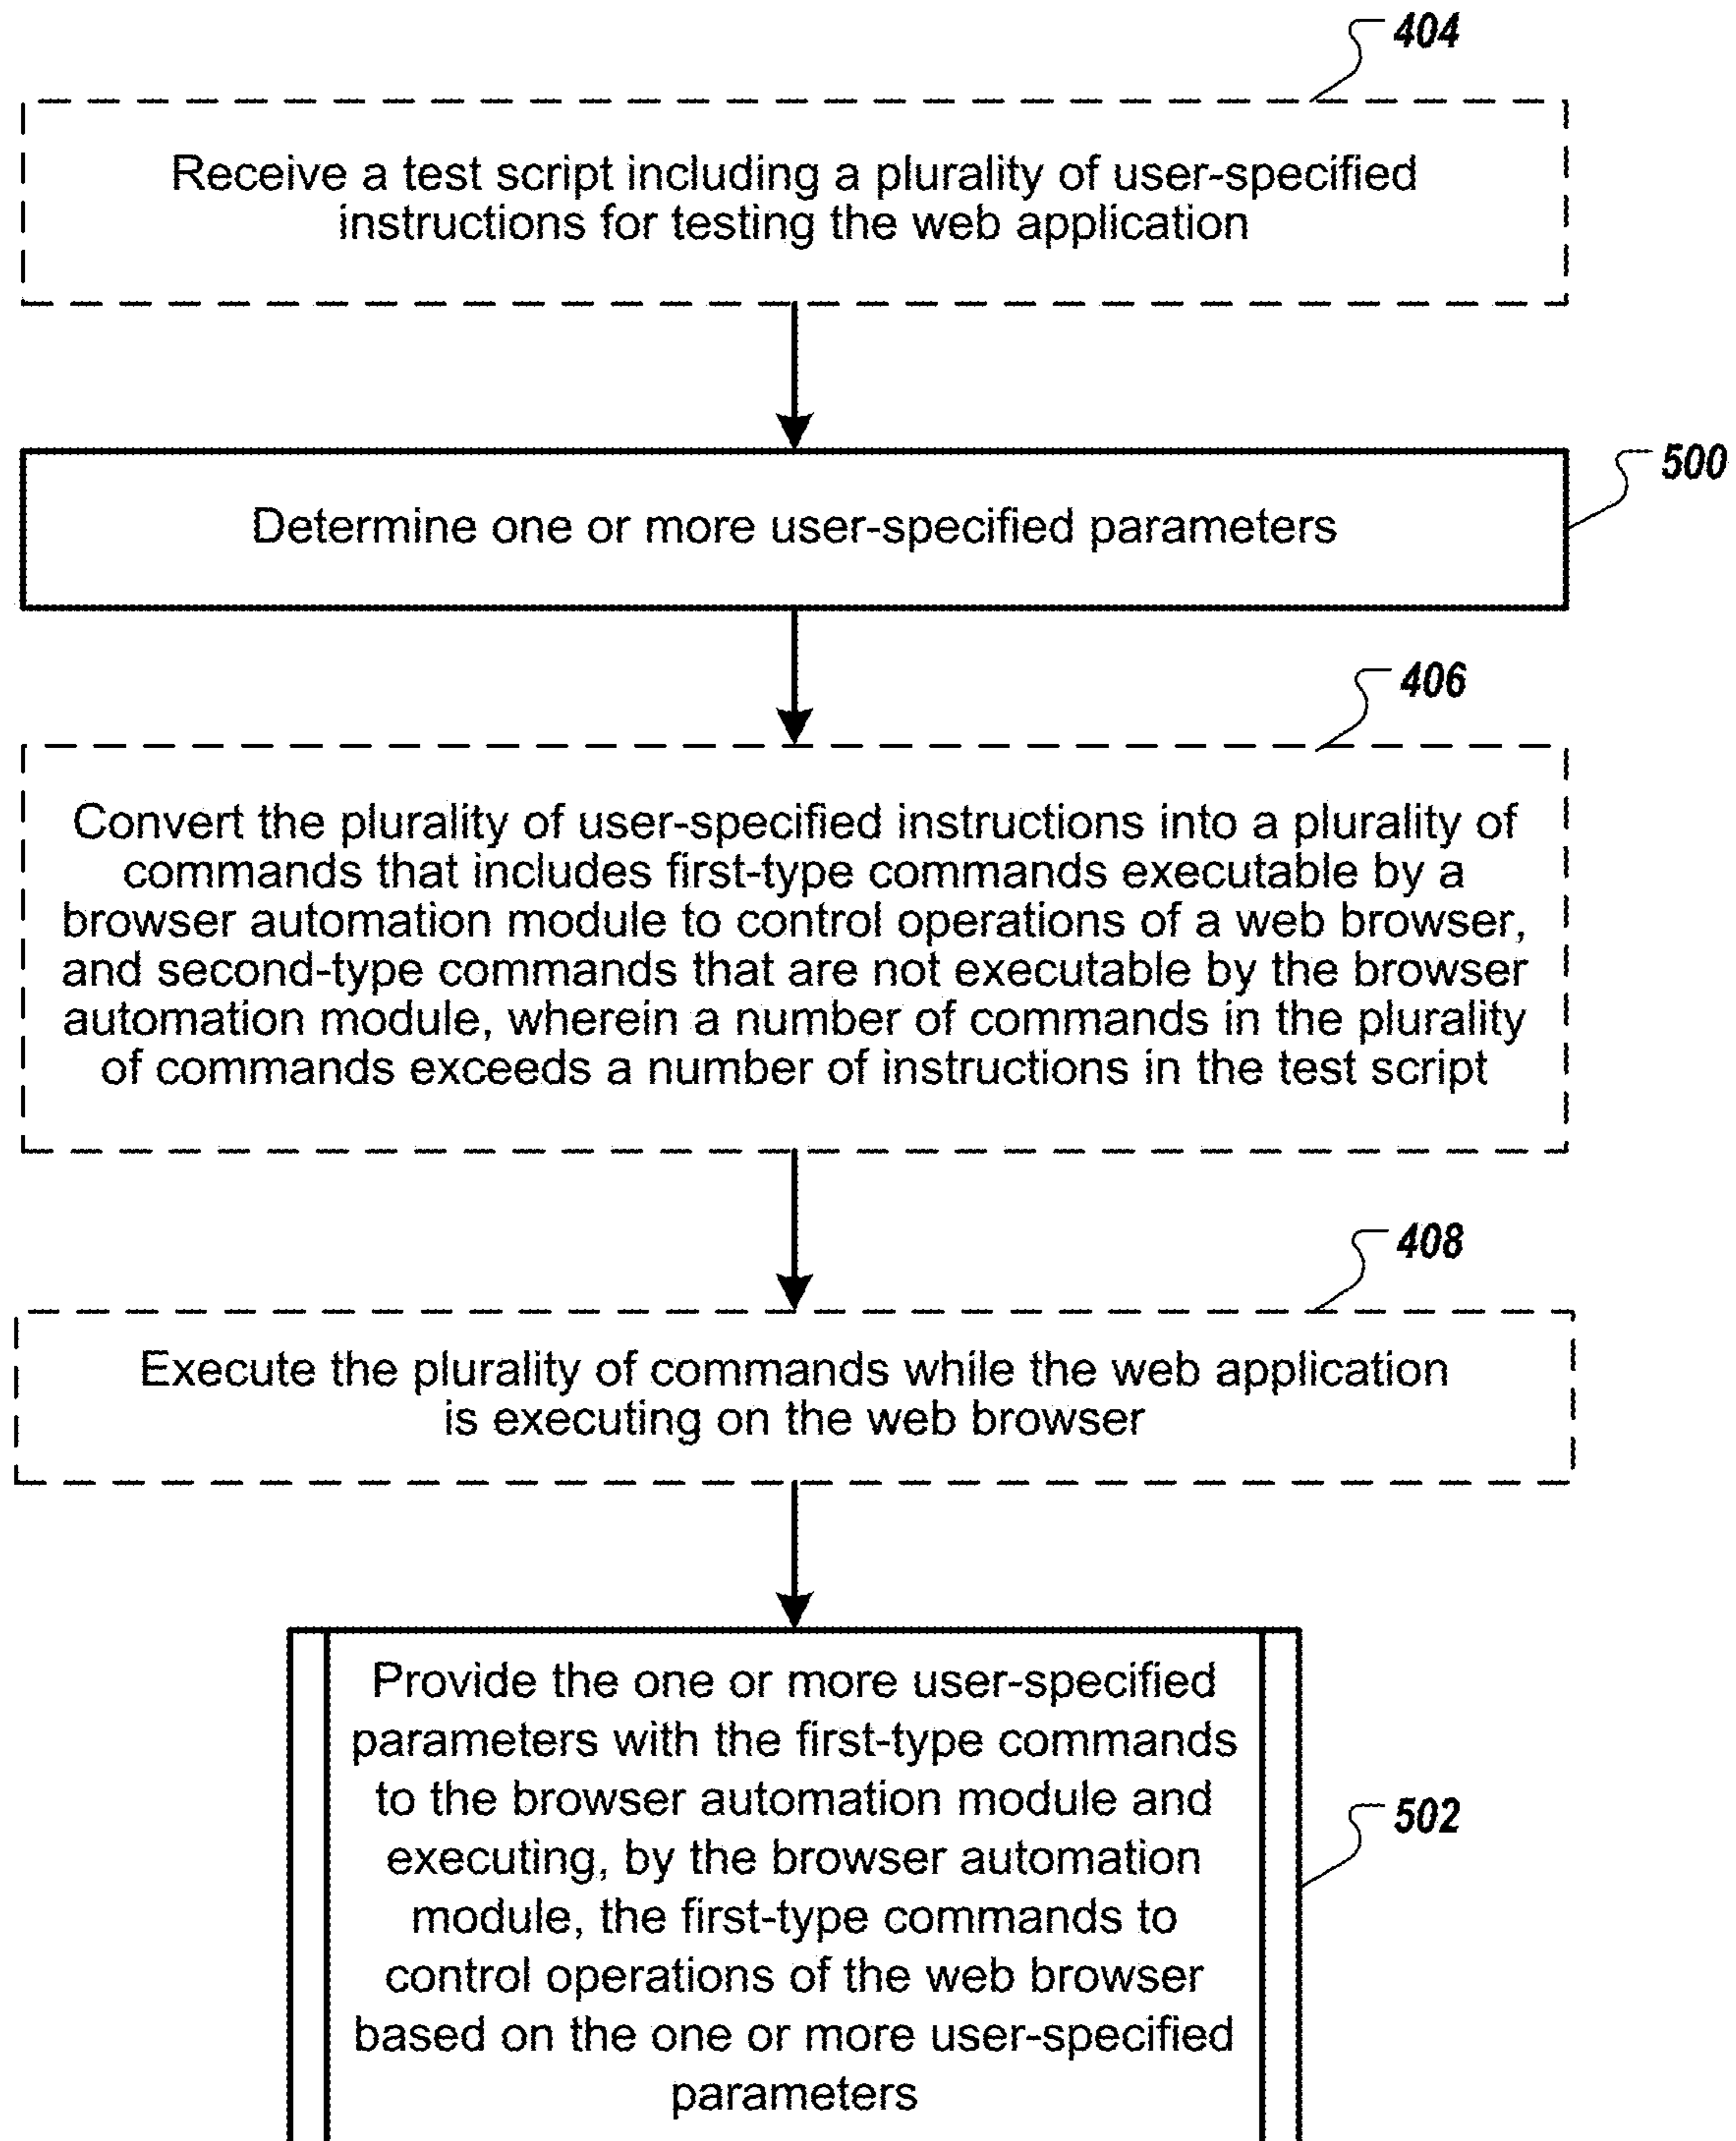 404
Receive a test script including a plurality of user-specified
instructions for testing the web application
500
Determine one or more user-specified parameters
406
Convert the plurality of user-specified instructions into a plurality of
commands that includes first-type commands executable by a
browser automation module to control operations of a web browser,
and second-type commands that are not executable by the browser
automation module, wherein a number of commands in the plurality
of commands exceeds a number of instructions in the test script
408
Execute the plurality of commands while the web application
is executing on the web browser
Provide the one or more user-specified
parameters with the first-type commands
to the browser automation module and
executing, by the browser automation
module, the first-type commands to
control operations of the web browser
based on the one or more user-specified
parameters
502